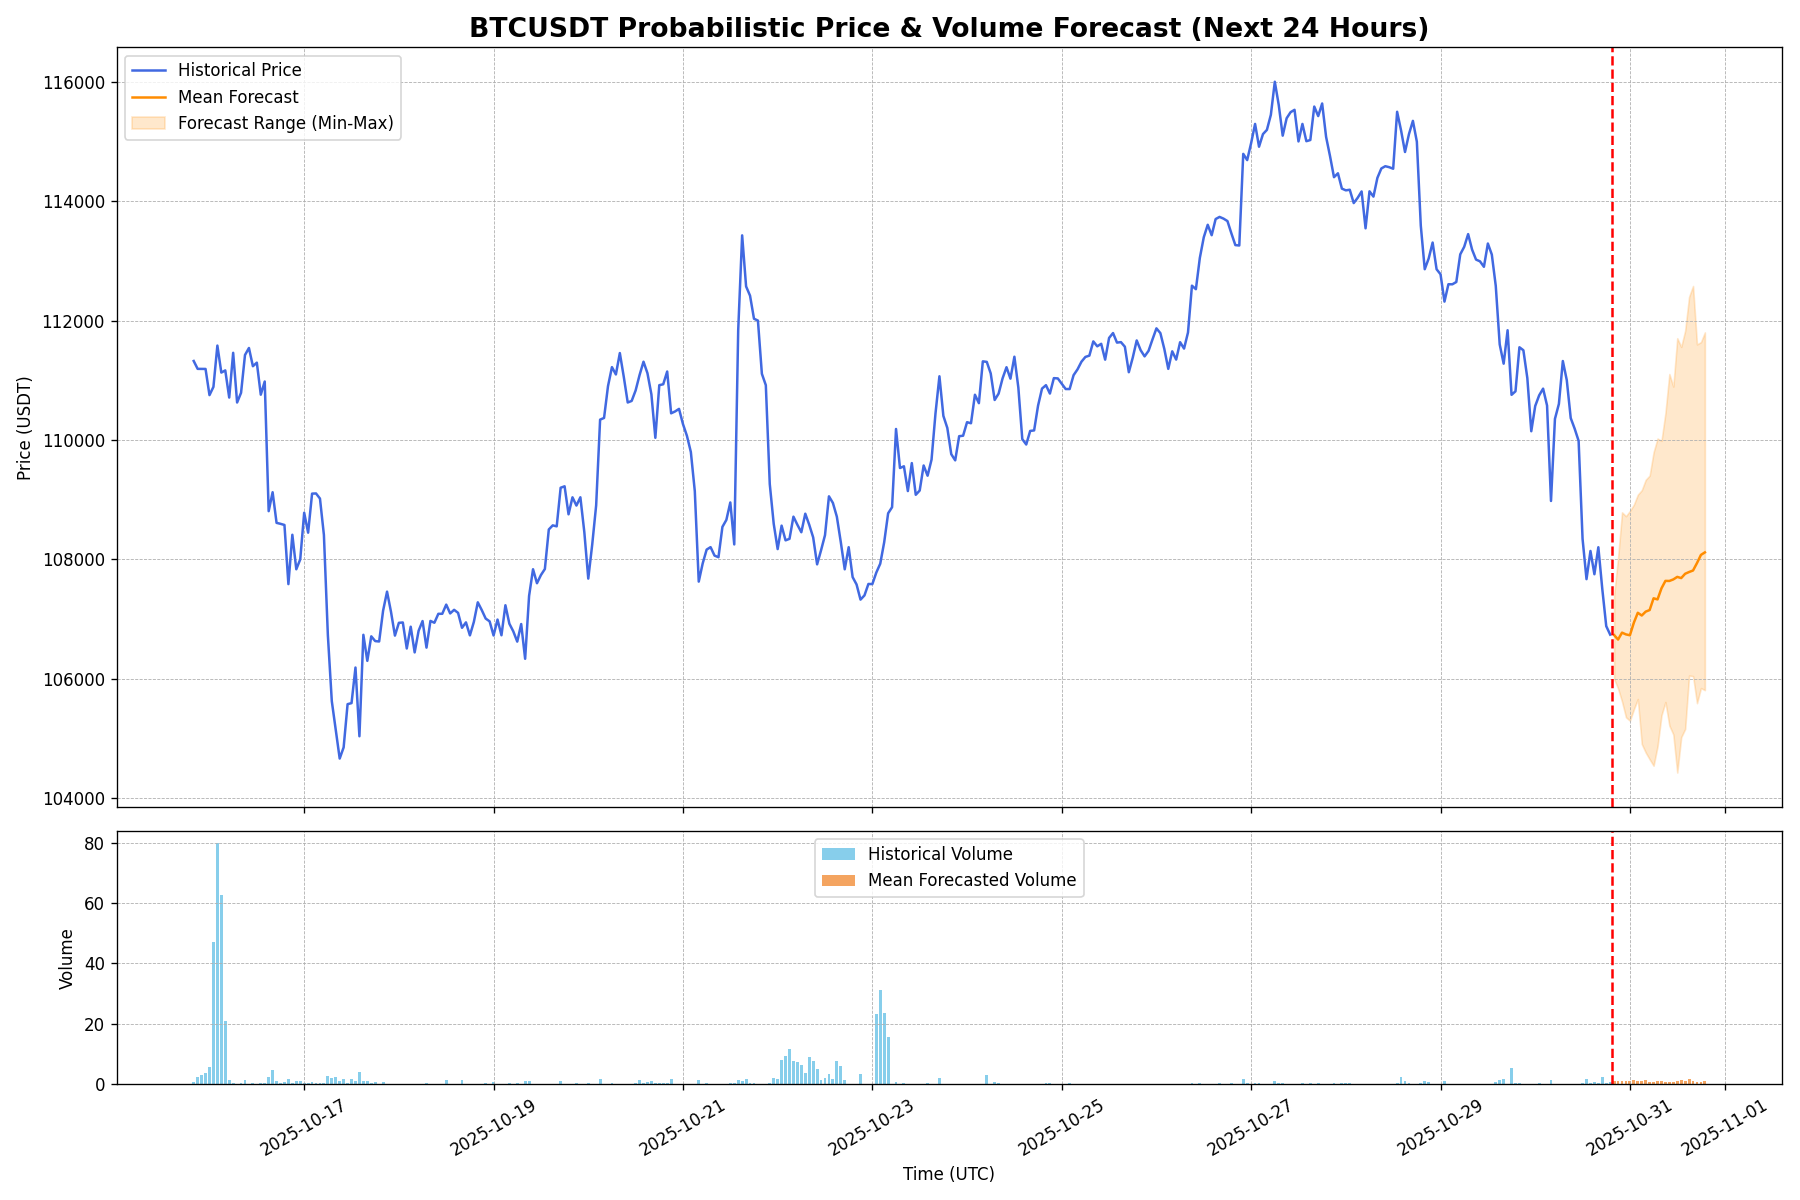 BTCUSDT Probabilistic Price & Volume Forecast (Next 24 Hours)
Historical Price
Mean Forecast
Forecast Range (Min-Max)
Price (USDT)
116000
114000
112000
110000
108000
106000
104000
Historical Volume
Mean Forecasted Volume
Volume
80
60
40
20
0
2025-10-17
2025-10-19
2025-10-21
2025-10-23
2025-10-25
2025-10-27
2025-10-29
2025-10-31
2025-11-01
Time (UTC)